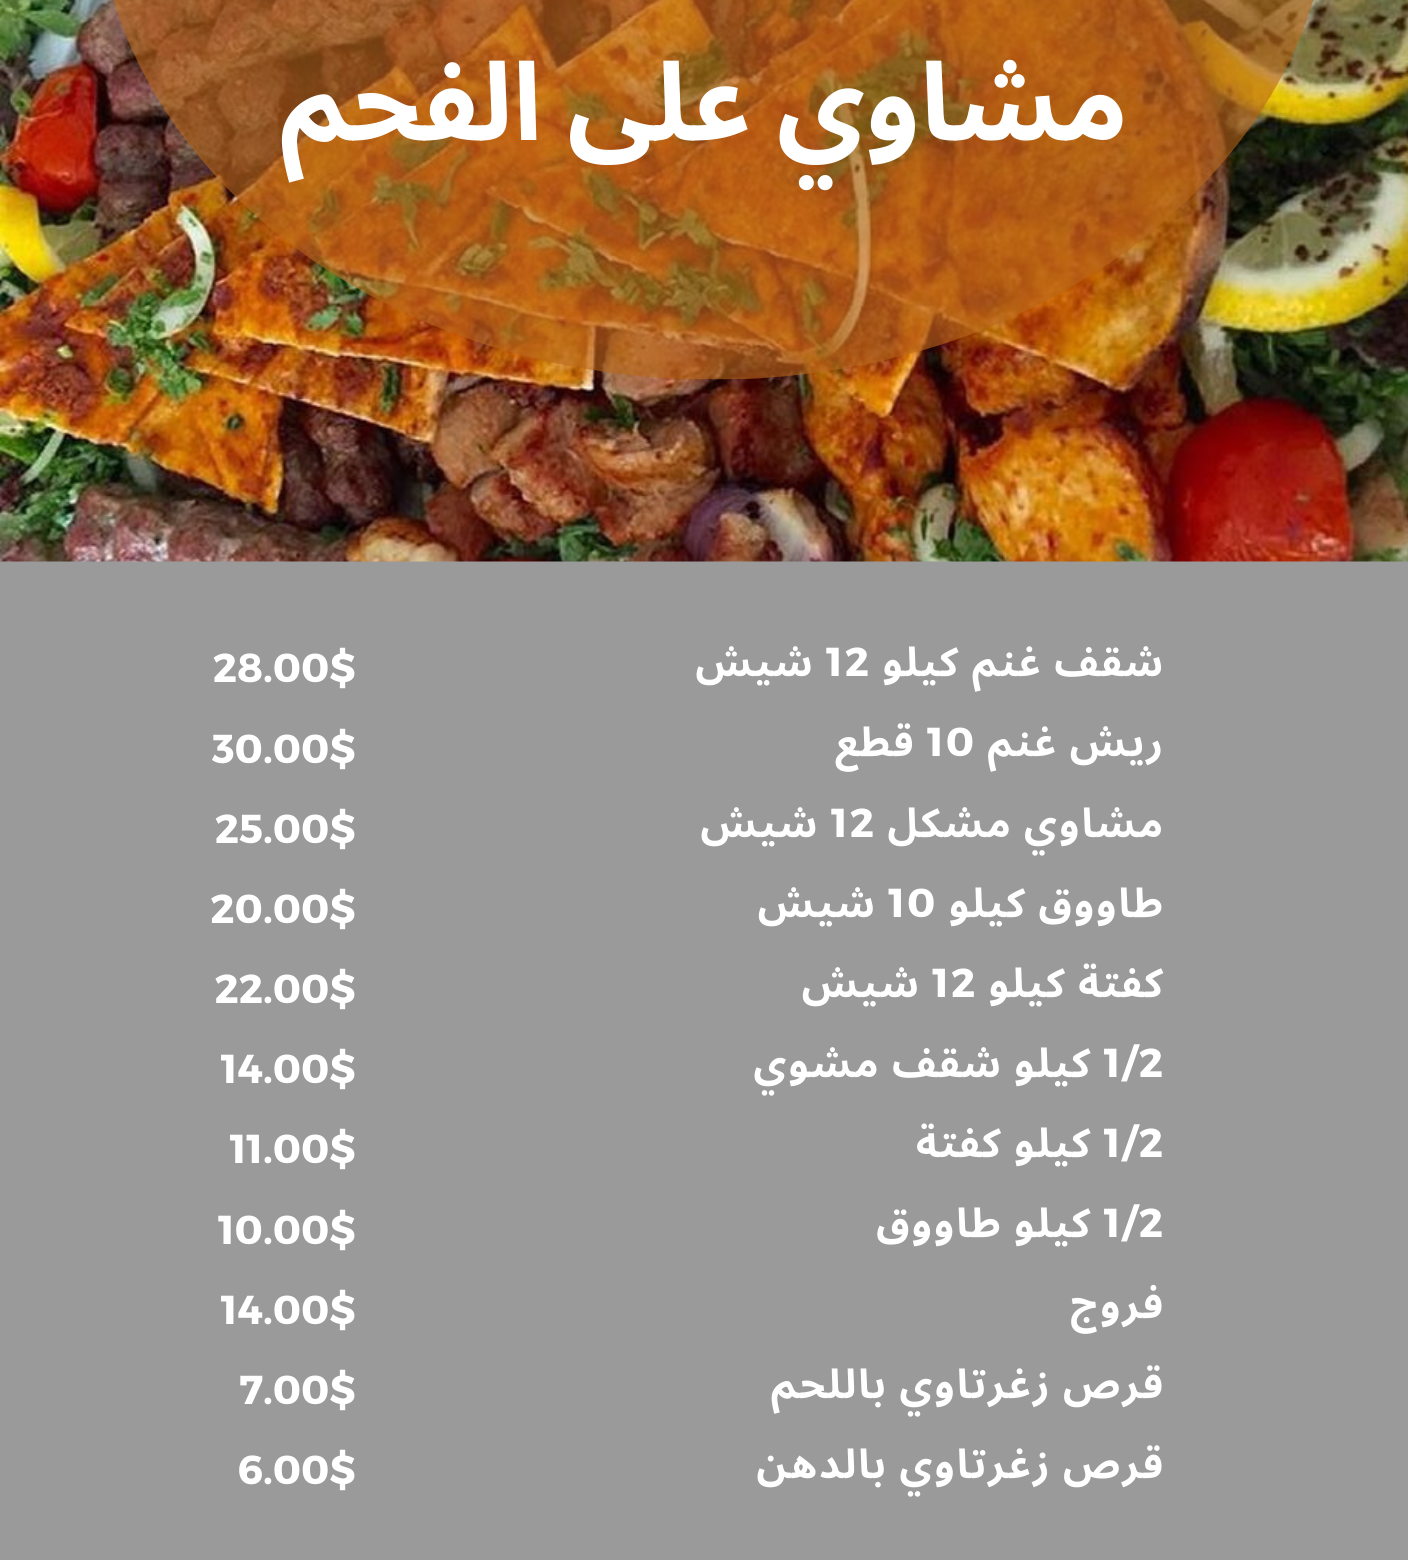 مشاوي على الفحم
شقف غنم كيلو 12 شيش 28.00$
ريش غنم 10 قطع 30.00$
مشاوي مشكل 12 شيش 25.00$
طاووق كيلو 10 شيش 20.00$
كفتة كيلو 12 شيش 22.00$
1/2 كيلو شقف مشوي 14.00$
1/2 كيلو كفتة 11.00$
1/2 كيلو طاووق 10.00$
فروج 14.00$
قرص زغرتاوي باللحم 7.00$
قرص زغرتاوي بالدهن 6.00$